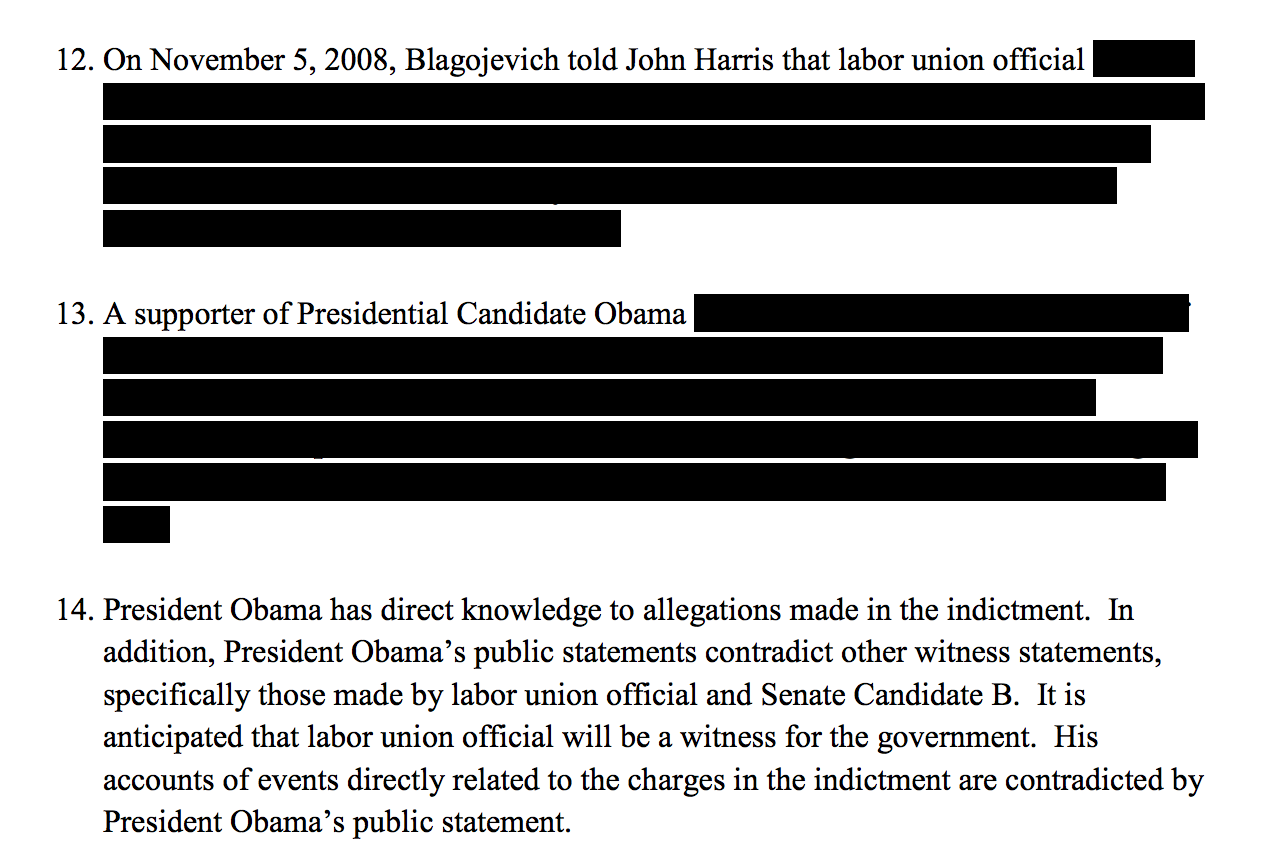 12. On November 5, 2008, Blagojevich told John Harris that labor union official
13. A supporter of Presidential Candidate Obama
14. President Obama has direct knowledge to allegations made in the indictment. In
addition, President Obama’s public statements contradict other witness statements,
specifically those made by labor union official and Senate Candidate B. It is
anticipated that labor union official will be a witness for the government. His
accounts of events directly related to the charges in the indictment are contradicted by
President Obama’s public statement.